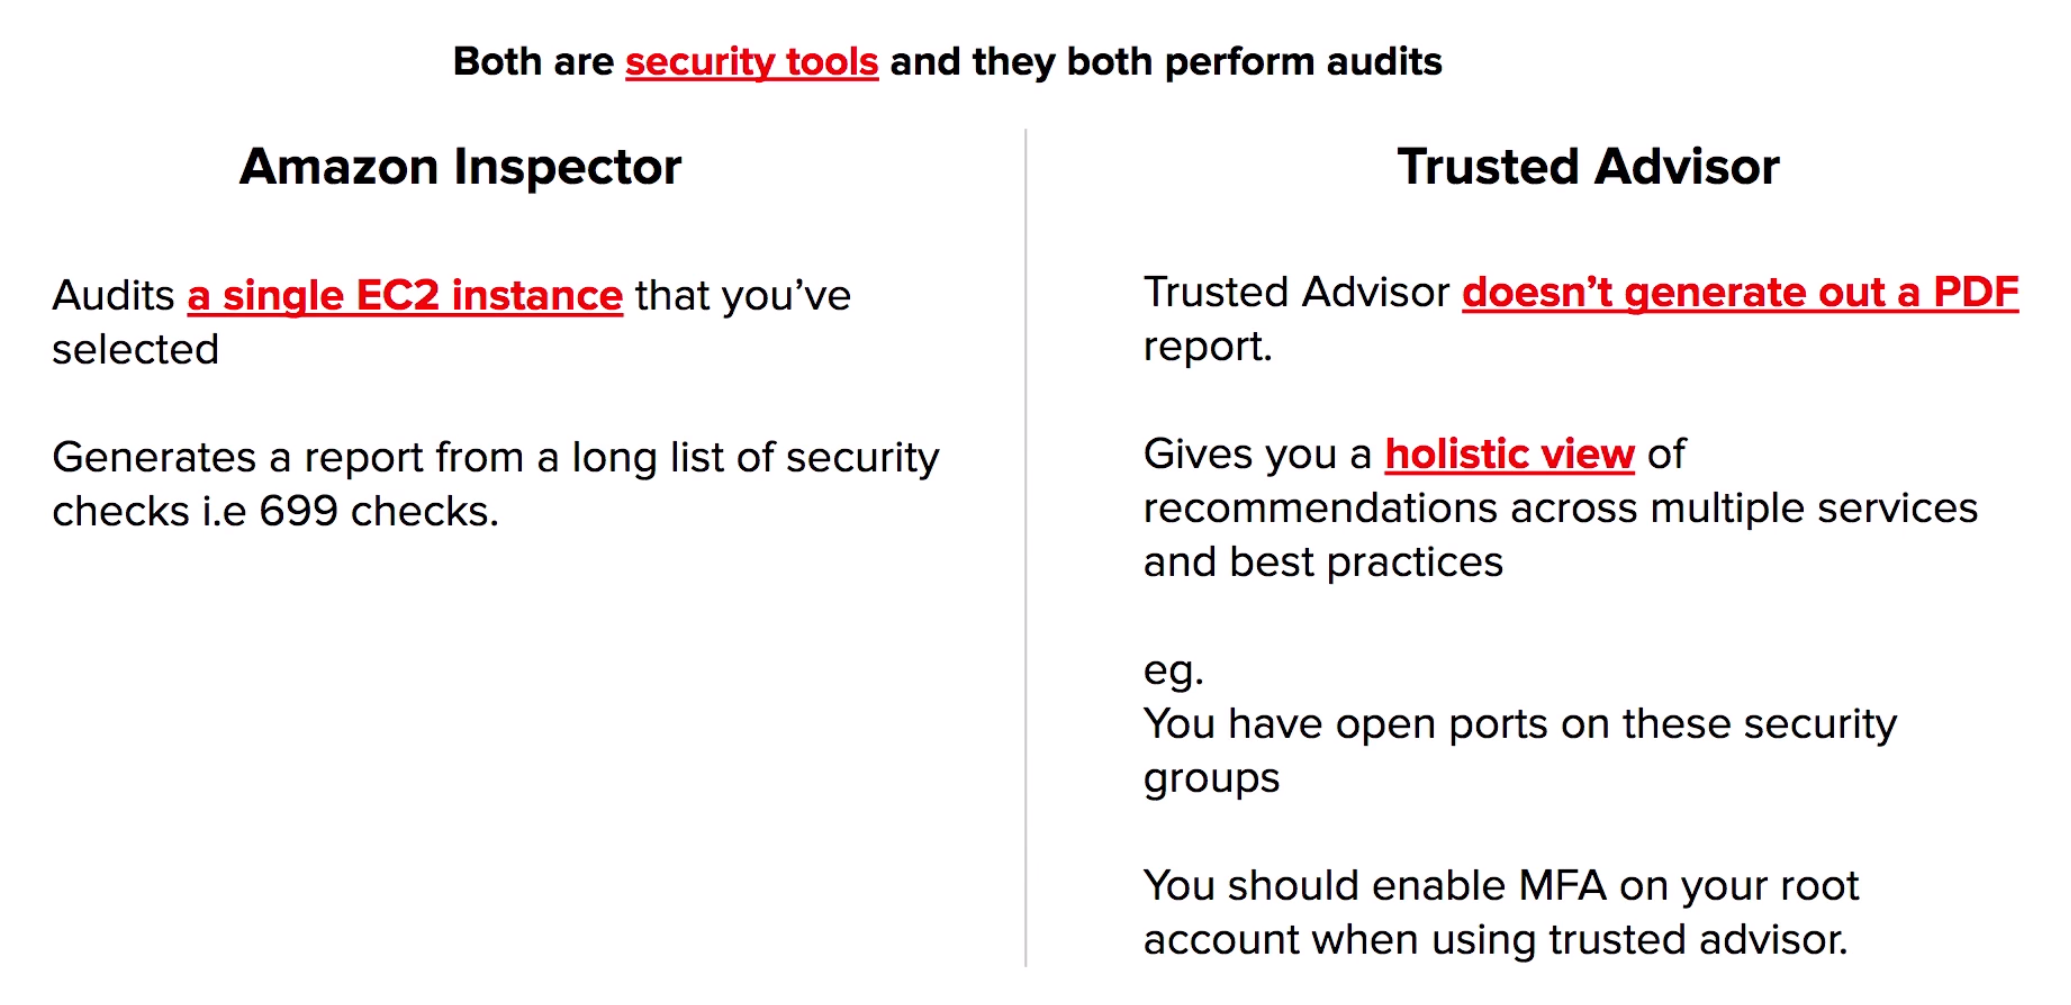 Both are security tools and they both perform audits
Amazon Inspector
Audits a single EC2 instance that you’ve
selected
Generates a report from a long list of security
checks i.e 699 checks.
Trusted Advisor
Trusted Advisor doesn’t generate out a PDF
report.
Gives you a holistic view of
recommendations across multiple services
and best practices
eg.
You have open ports on these security
groups
You should enable MFA on your root
account when using trusted advisor.